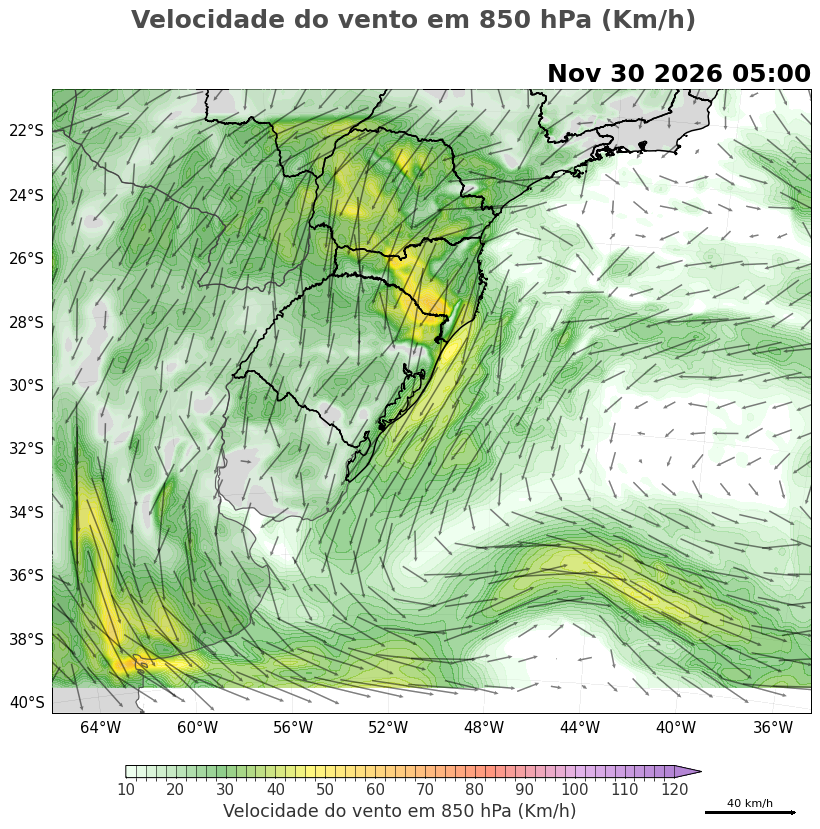 Velocidade do vento em 850 hPa (Km/h)
Nov 30 2026 05:00
22°S
24°S
26°S
28°S
30°S
32°S
34°S
36°S
38°S
40°S
64°W 60°W 56°W 52°W 48°W 44°W 40°W 36°W
10 20 30 40 50 60 70 80 90 100 110 120
Velocidade do vento em 850 hPa (Km/h)
40 km/h